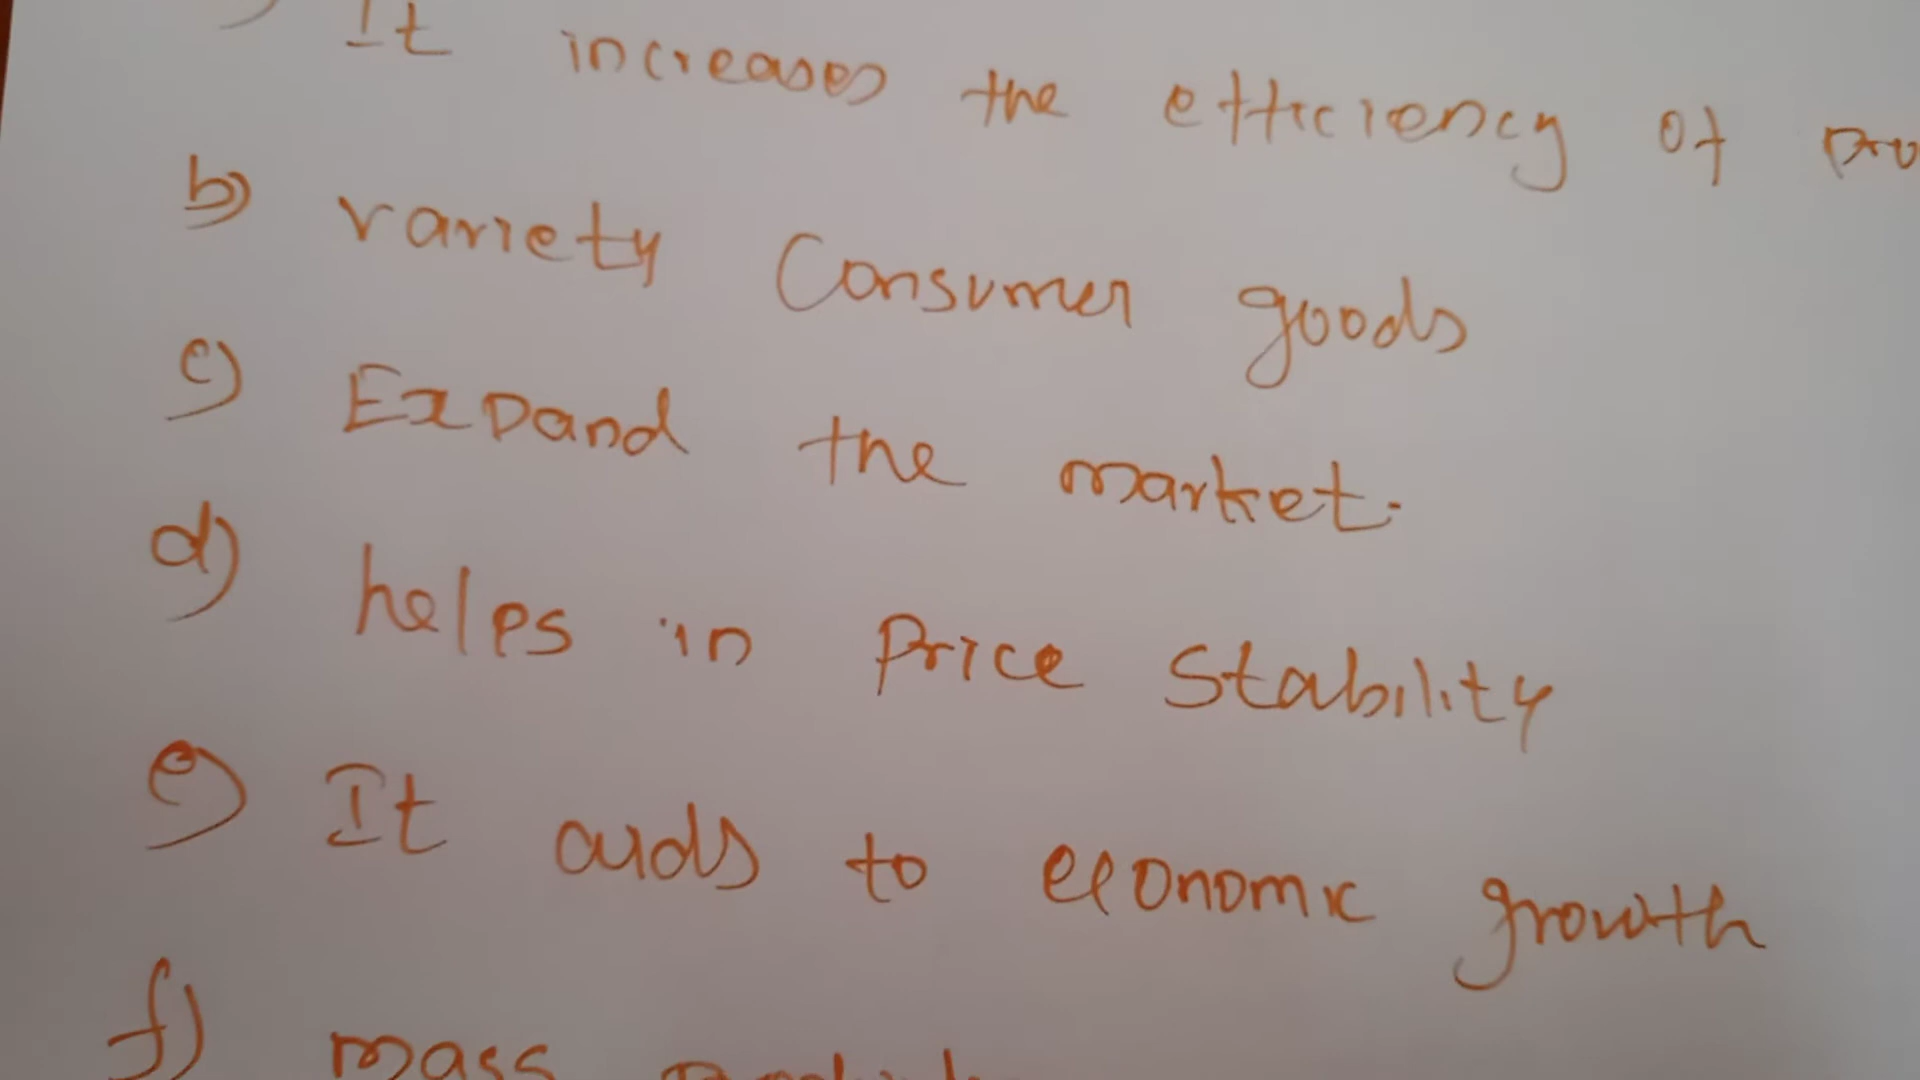 It increases the efficiency of
b) variety Consumer goods
c) Expand the market.
d) helps in Price Stability
e) It aids to economic growth
f) mass